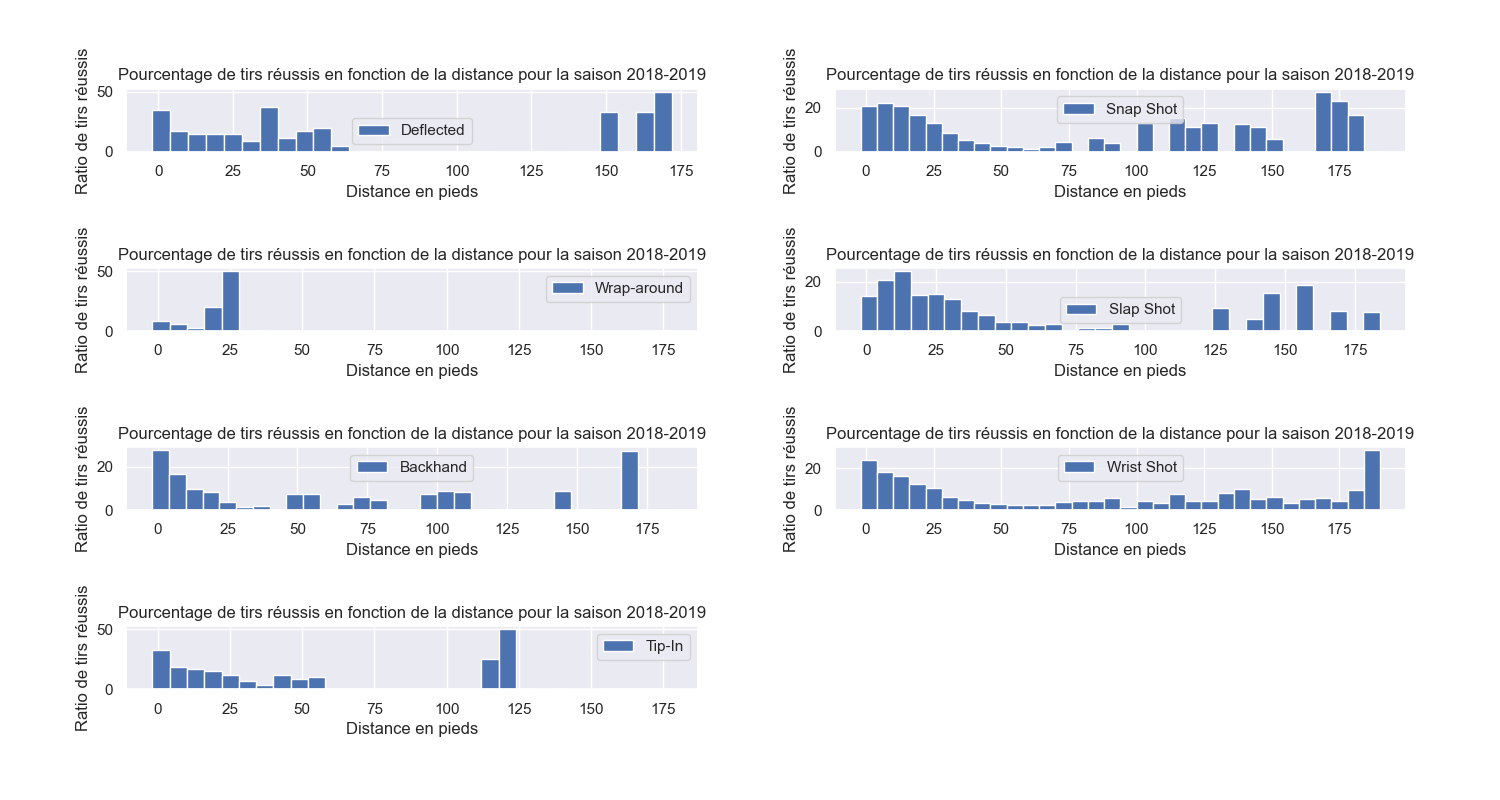 Pourcentage de tirs réussis en fonction de la distance pour la saison 2018-2019
Ratio de tirs réussis
50
0
Deflected
0 25 50 75 100 125 150 175
Distance en pieds
Pourcentage de tirs réussis en fonction de la distance pour la saison 2018-2019
Ratio de tirs réussis
20
0
Snap Shot
0 25 50 75 100 125 150 175
Distance en pieds
Pourcentage de tirs réussis en fonction de la distance pour la saison 2018-2019
Ratio de tirs réussis
50
0
Wrap-around
0 25 50 75 100 125 150 175
Distance en pieds
Pourcentage de tirs réussis en fonction de la distance pour la saison 2018-2019
Ratio de tirs réussis
20
0
Slap Shot
0 25 50 75 100 125 150 175
Distance en pieds
Pourcentage de tirs réussis en fonction de la distance pour la saison 2018-2019
Ratio de tirs réussis
20
0
Backhand
0 25 50 75 100 125 150 175
Distance en pieds
Pourcentage de tirs réussis en fonction de la distance pour la saison 2018-2019
Ratio de tirs réussis
20
0
Wrist Shot
0 25 50 75 100 125 150 175
Distance en pieds
Pourcentage de tirs réussis en fonction de la distance pour la saison 2018-2019
Ratio de tirs réussis
50
0
Tip-In
0 25 50 75 100 125 150 175
Distance en pieds